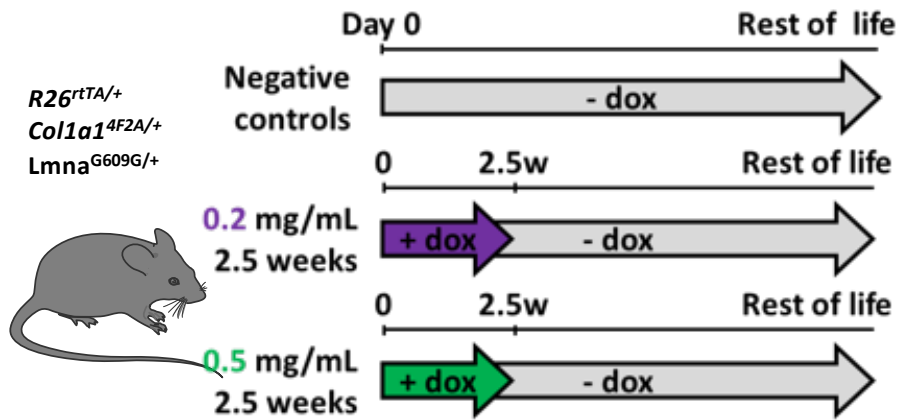 R26rtTA/+
Col1a14F2A/+
LmnaG609G/+
Day 0 Rest of life
Negative
controls
- dox
0 2.5w Rest of life
0.2 mg/mL
2.5 weeks
+ dox - dox
0 2.5w Rest of life
0.5 mg/mL
2.5 weeks
+ dox - dox